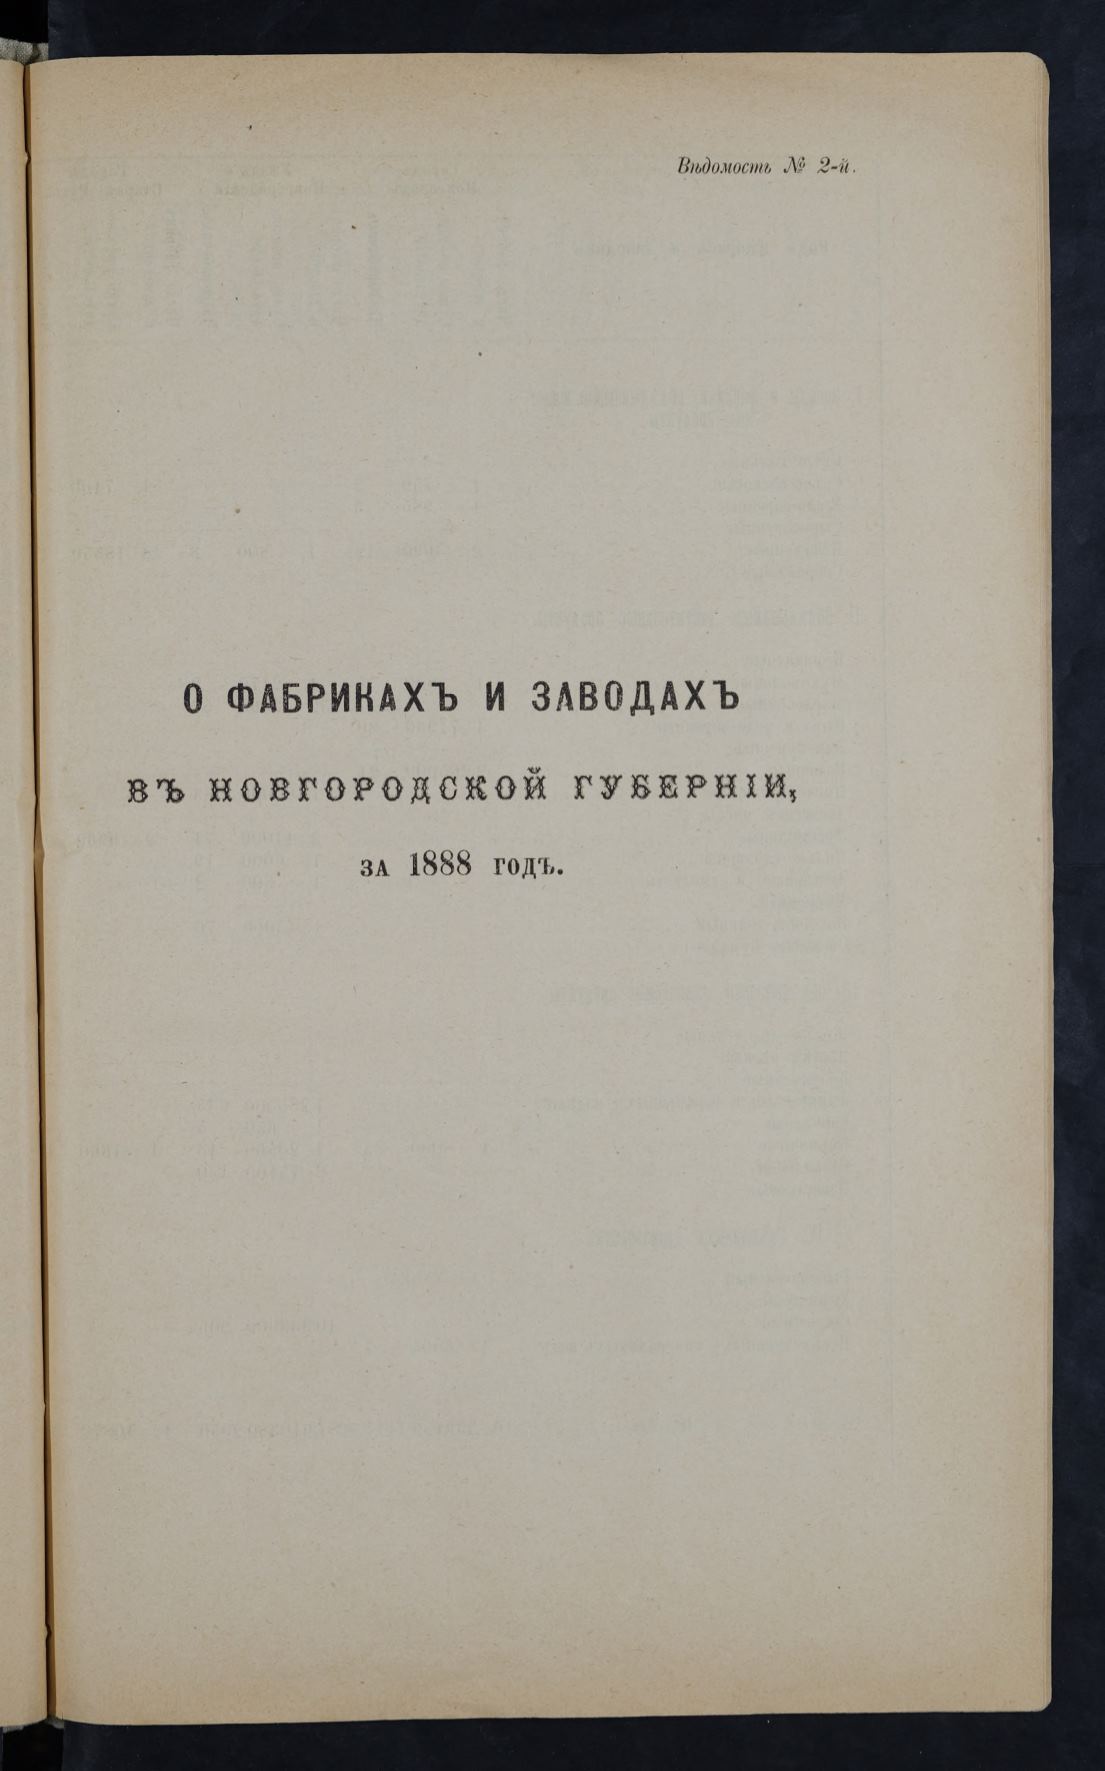 Вѣдомость № 2-й.
О ФАБРИКАХЪ И ЗАВОДАХЪ
ВЪ НОВГОРОДСКОЙ ГУБЕРНІИ,
ЗА 1888 ГОДЪ.